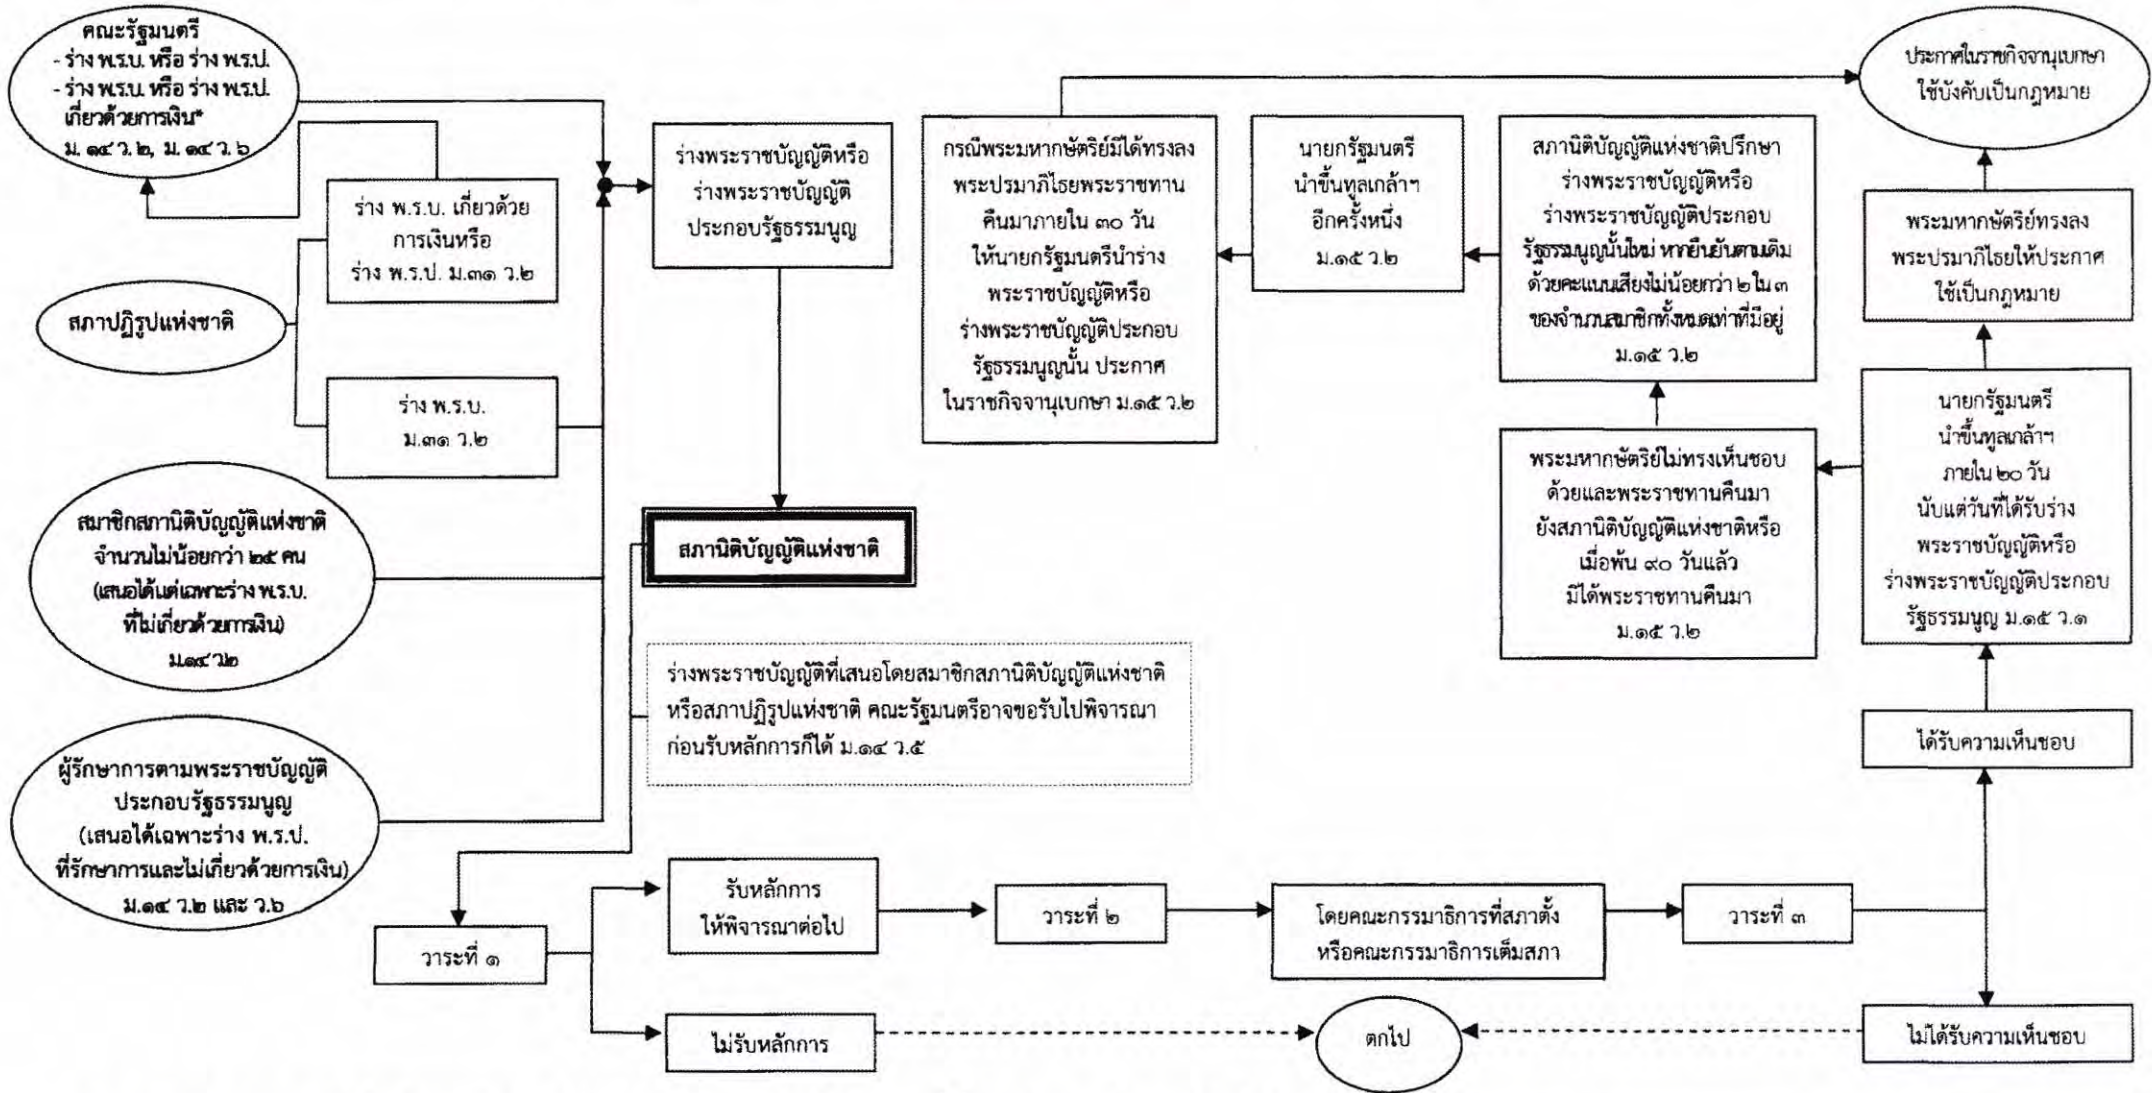 คณะรัฐมนตรี
- ร่าง พ.ร.บ. หรือ ร่าง พ.ร.ป.
- ร่าง พ.ร.บ. หรือ ร่าง พ.ร.ป.
เกี่ยวด้วยการเงิน*
ม. ๑๔ ว. ๒, ม. ๑๔ ว. ๖
ร่าง พ.ร.บ. เกี่ยวด้วย
การเงินหรือ
ร่าง พ.ร.ป. ม.๓๑ ว.๒
สภาปฏิรูปแห่งชาติ
ร่าง พ.ร.บ.
ม.๓๑ ว.๒
สมาชิกสภานิติบัญญัติแห่งชาติ
จำนวนไม่น้อยกว่า ๒๕ คน
(เสนอได้แต่เฉพาะร่าง พ.ร.บ.
ที่ไม่เกี่ยวด้วยการเงิน)
ม.๑๔ ว.๒
ผู้รักษาการตามพระราชบัญญัติ
ประกอบรัฐธรรมนูญ
(เสนอได้เฉพาะร่าง พ.ร.ป.
ที่รักษาการและไม่เกี่ยวด้วยการเงิน)
ม.๑๔ ว.๒ และ ว.๖
ร่างพระราชบัญญัติหรือ
ร่างพระราชบัญญัติ
ประกอบรัฐธรรมนูญ
สภานิติบัญญัติแห่งชาติ
ร่างพระราชบัญญัติที่เสนอโดยสมาชิกสภานิติบัญญัติแห่งชาติ
หรือสภาปฏิรูปแห่งชาติ คณะรัฐมนตรีอาจขอรับไปพิจารณา
ก่อนรับหลักการก็ได้ ม.๑๔ ว.๕
วาระที่ ๑
รับหลักการ
ให้พิจารณาต่อไป
ไม่รับหลักการ
วาระที่ ๒
โดยคณะกรรมาธิการที่สภาตั้ง
หรือคณะกรรมาธิการเต็มสภา
วาระที่ ๓
ตกไป
ไม่ได้รับความเห็นชอบ
ได้รับความเห็นชอบ
นายกรัฐมนตรี
นำขึ้นทูลเกล้าฯ
ภายใน ๒๐ วัน
นับแต่วันที่ได้รับร่าง
พระราชบัญญัติหรือ
ร่างพระราชบัญญัติประกอบ
รัฐธรรมนูญ ม.๑๕ ว.๑
พระมหากษัตริย์ทรงลง
พระปรมาภิไธยให้ประกาศ
ใช้เป็นกฎหมาย
ประกาศในราชกิจจานุเบกษา
ใช้บังคับเป็นกฎหมาย
พระมหากษัตริย์ไม่ทรงเห็นชอบ
ด้วยและพระราชทานคืนมา
ยังสภานิติบัญญัติแห่งชาติหรือ
เมื่อพ้น ๙๐ วันแล้ว
มิได้พระราชทานคืนมา
ม.๑๕ ว.๒
สภานิติบัญญัติแห่งชาติปรึกษา
ร่างพระราชบัญญัติหรือ
ร่างพระราชบัญญัติประกอบ
รัฐธรรมนูญนั้นใหม่ หากยืนยันตามเดิม
ด้วยคะแนนเสียงไม่น้อยกว่า ๒ ใน ๓
ของจำนวนสมาชิกทั้งหมดเท่าที่มีอยู่
ม.๑๕ ว.๒
นายกรัฐมนตรี
นำขึ้นทูลเกล้าฯ
อีกครั้งหนึ่ง
ม.๑๕ ว.๒
กรณีพระมหากษัตริย์มิได้ทรงลง
พระปรมาภิไธยพระราชทาน
คืนมาภายใน ๓๐ วัน
ให้นายกรัฐมนตรีนำร่าง
พระราชบัญญัติหรือ
ร่างพระราชบัญญัติประกอบ
รัฐธรรมนูญนั้น ประกาศ
ในราชกิจจานุเบกษา ม.๑๕ ว.๒